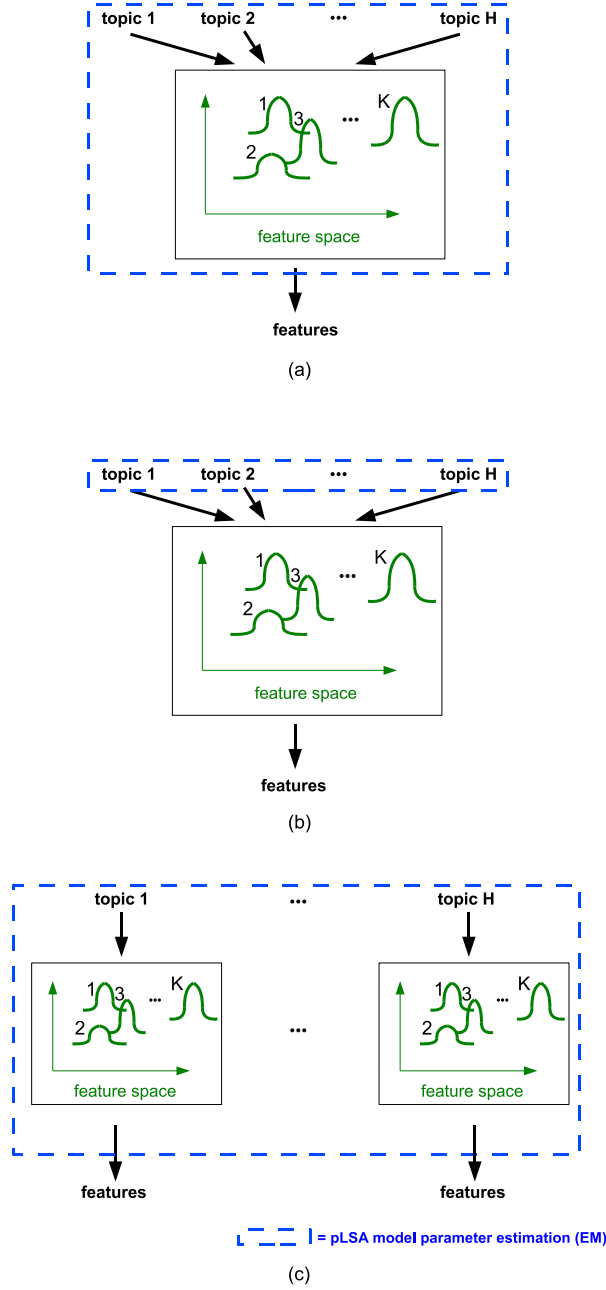 topic 1 topic 2 ... topic H
1 3 ... K
2
feature space
features
(a)
topic 1 topic 2 ... topic H
1 3 ... K
2
feature space
features
(b)
topic 1 ... topic H
1 3 ... K 1 3 ... K
2 ... 2
feature space feature space
features features
= pLSA model parameter estimation (EM)
(c)